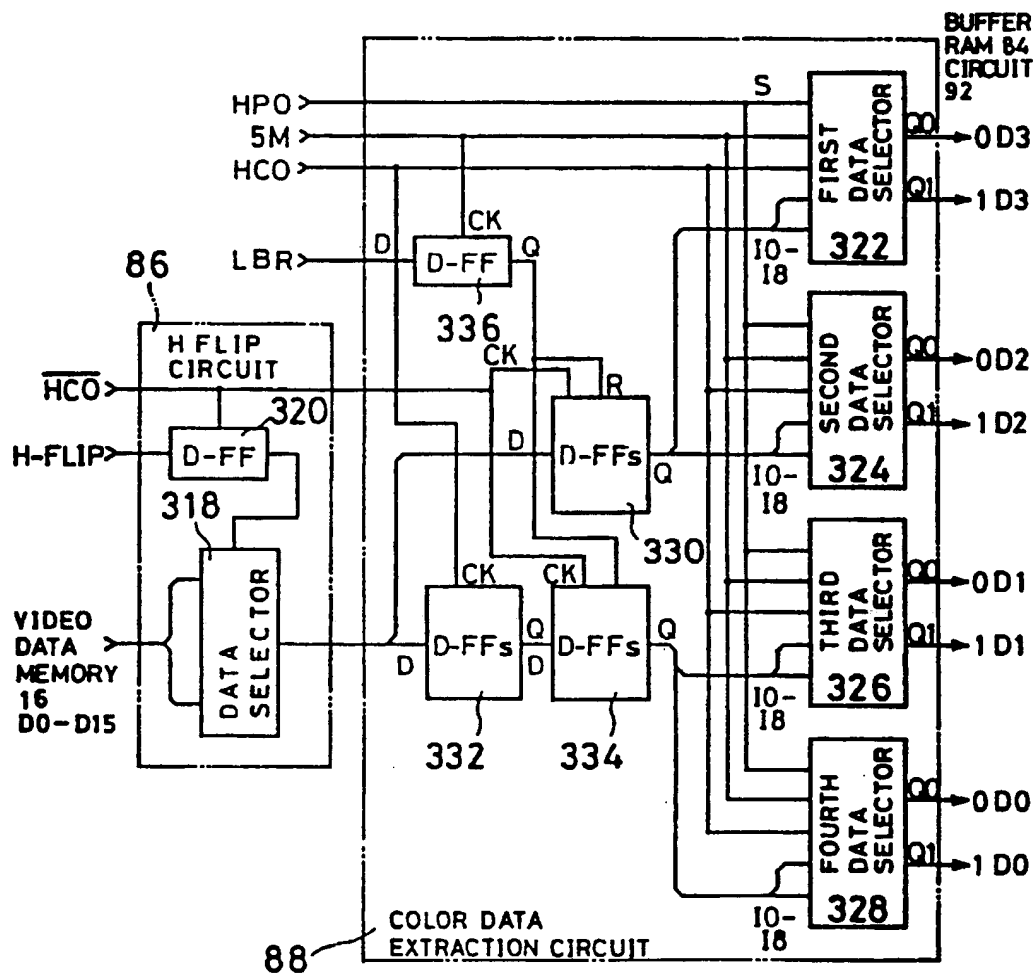 BUFFER
RAM 84
CIRCUIT
92
HPO
S
5M
HCO
FIRST
DATA
SELECTOR
322
Q0
0D3
Q1
1D3
I0-
I8
CK
D
Q
LBR
D-FF
336
86
H FLIP
CIRCUIT
HCO
320
H-FLIP
D-FF
318
DATA
SELECTOR
VIDEO
DATA
MEMORY
16
D0-D15
CK
R
D
D-FFs
Q
330
SECOND
DATA
SELECTOR
324
Q0
0D2
Q1
1D2
I0-
I8
CK
D
D-FFs
Q
332
CK
D
D-FFs
Q
334
THIRD
DATA
SELECTOR
326
Q0
0D1
Q1
1D1
I0-
I8
FOURTH
DATA
SELECTOR
328
Q0
0D0
Q1
1D0
I0-
I8
88
COLOR DATA
EXTRACTION CIRCUIT